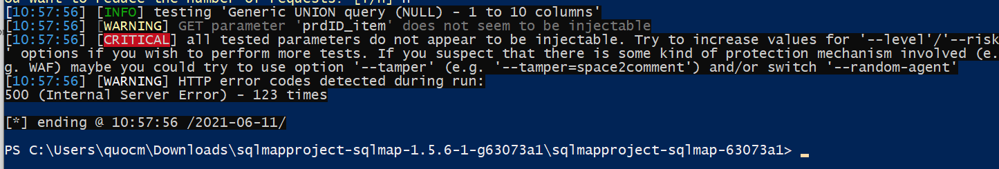 [10:57:56] [INFO] testing 'Generic UNION query (NULL) - 1 to 10 columns'
[10:57:56] [WARNING] GET parameter 'prdID_item' does not seem to be injectable
[10:57:56] [CRITICAL] all tested parameters do not appear to be injectable. Try to increase values for '--level'/'--risk
' options if you wish to perform more tests. If you suspect that there is some kind of protection mechanism involved (e.
g. WAF) maybe you could try to use option '--tamper' (e.g. '--tamper=space2comment') and/or switch '--random-agent'
[10:57:56] [WARNING] HTTP error codes detected during run:
500 (Internal Server Error) - 123 times
[*] ending @ 10:57:56 /2021-06-11/
PS C:\Users\quocm\Downloads\sqlmapproject-sqlmap-1.5.6-1-g63073a1\sqlmapproject-sqlmap-63073a1>